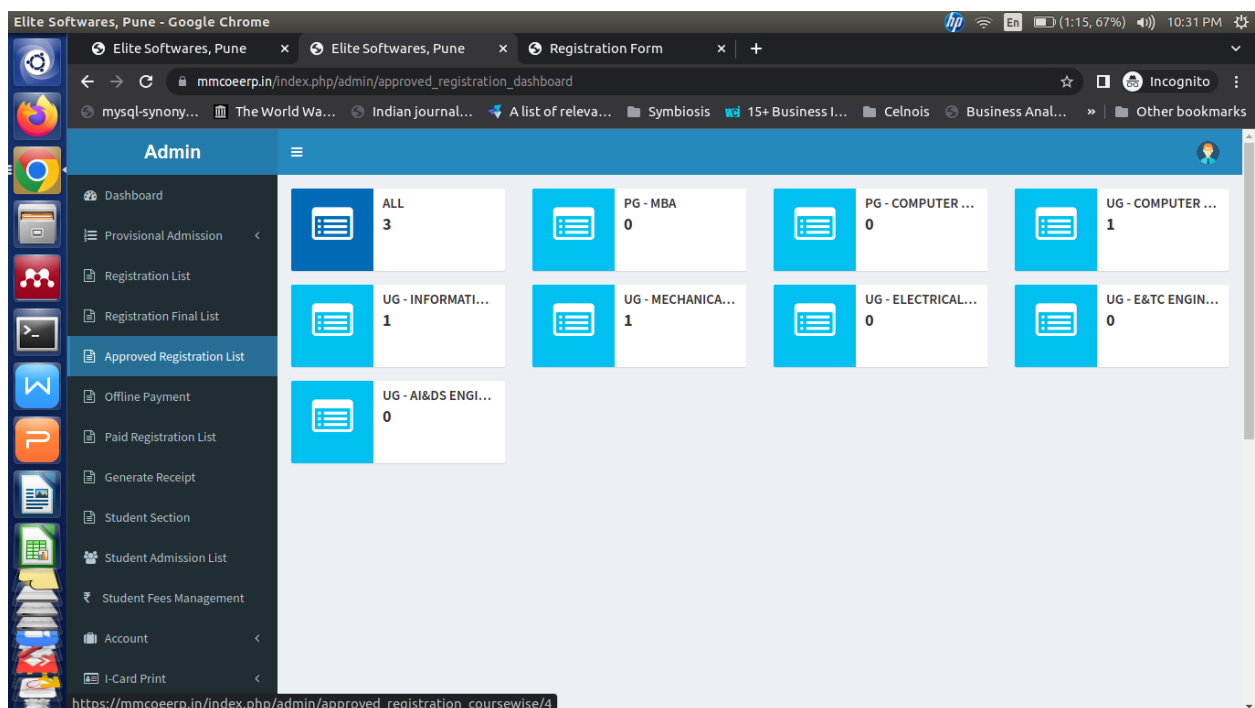 Elite Softwares, Pune - Google Chrome
hp En (1:15, 67%) 10:31 PM
Elite Softwares, Pune × Elite Softwares, Pune × Registration Form × +
mmcoeerp.in/index.php/admin/approved_registration_dashboard Incognito
mysql-synony... The World Wa... Indian journal... A list of releva... Symbiosis 15+ Business I... Celnois Business Anal... » Other bookmarks
Admin
Dashboard
Provisional Admission
Registration List
Registration Final List
Approved Registration List
Offline Payment
Paid Registration List
Generate Receipt
Student Section
Student Admission List
₹ Student Fees Management
Account
I-Card Print
ALL
3
PG - MBA
0
PG - COMPUTER ...
0
UG - COMPUTER ...
1
UG - INFORMATI...
1
UG - MECHANICA...
1
UG - ELECTRICAL...
0
UG - E&TC ENGIN...
0
UG - AI&DS ENGI...
0
https://mmcoeerp.in/index.php/admin/approved_registration_coursewise/4